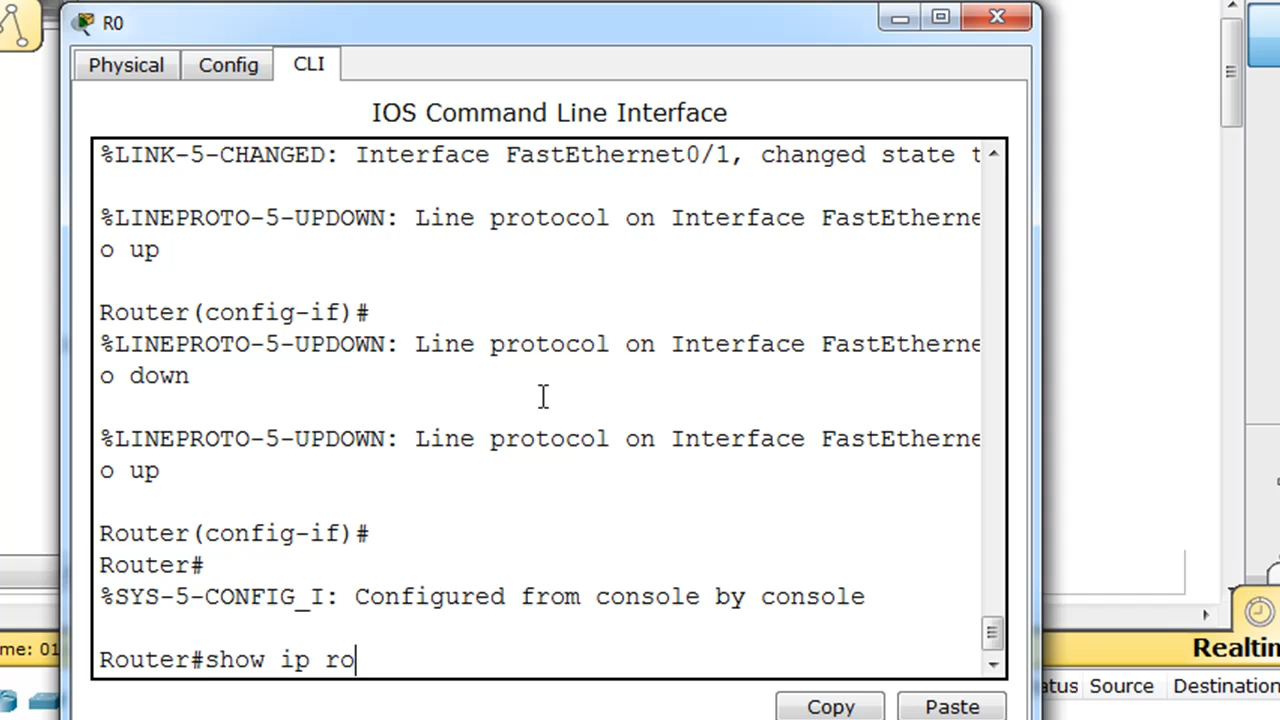 R0
Physical Config CLI
IOS Command Line Interface
%LINK-5-CHANGED: Interface FastEthernet0/1, changed state t
%LINEPROTO-5-UPDOWN: Line protocol on Interface FastEtherne
o up
Router(config-if)#
%LINEPROTO-5-UPDOWN: Line protocol on Interface FastEtherne
o down
%LINEPROTO-5-UPDOWN: Line protocol on Interface FastEtherne
o up
Router(config-if)#
Router#
%SYS-5-CONFIG_I: Configured from console by console
Router#show ip ro
Copy Paste
me: 01
Realtim
atus Source Destination